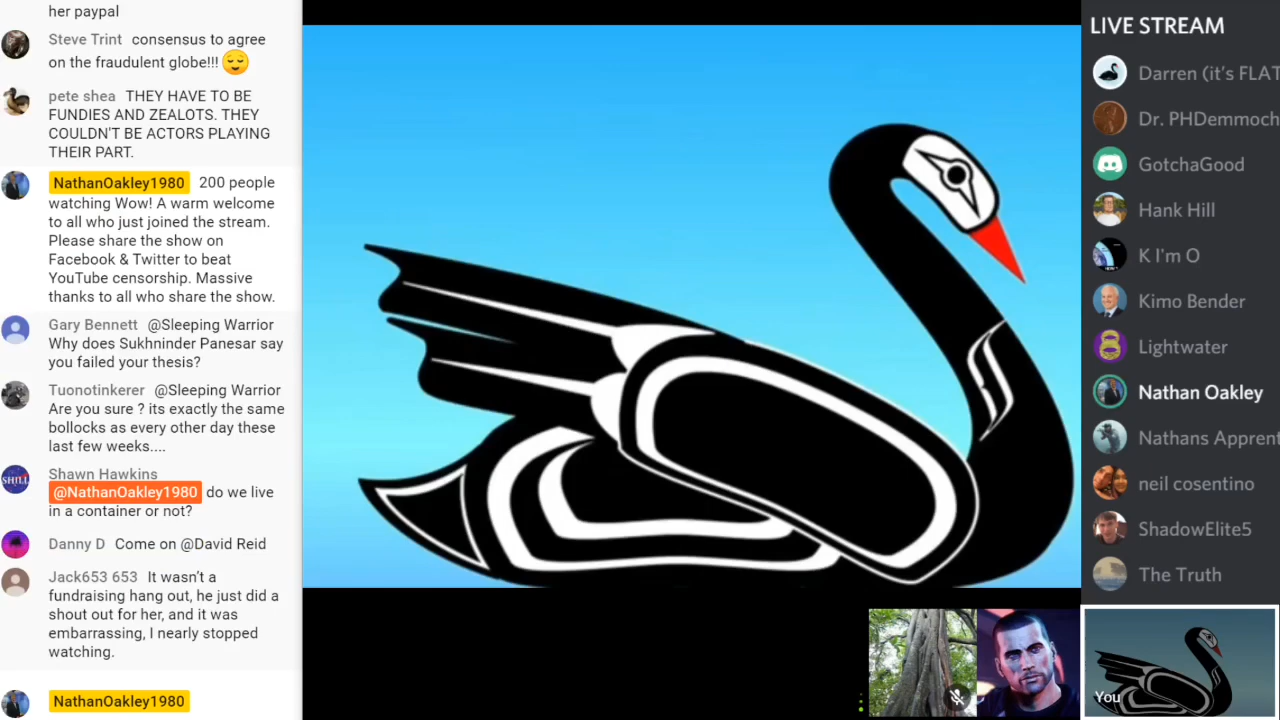 her paypal
Steve Trint consensus to agree
on the fraudulent globe!!!
pete shea THEY HAVE TO BE
FUNDIES AND ZEALOTS. THEY
COULDN'T BE ACTORS PLAYING
THEIR PART.
NathanOakley1980 200 people
watching Wow! A warm welcome
to all who just joined the stream.
Please share the show on
Facebook & Twitter to beat
YouTube censorship. Massive
thanks to all who share the show.
Gary Bennett @Sleeping Warrior
Why does Sukhninder Panesar say
you failed your thesis?
Tuonotinkerer @Sleeping Warrior
Are you sure ? its exactly the same
bollocks as every other day these
last few weeks....
SHILL
Shawn Hawkins
@NathanOakley1980 do we live
in a container or not?
Danny D Come on @David Reid
Jack653 653 It wasn't a
fundraising hang out, he just did a
shout out for her, and it was
embarrassing, I nearly stopped
watching.
NathanOakley1980
LIVE STREAM
Darren (it's FLAT
Dr. PHDemmoch
GotchaGood
Hank Hill
K I'm O
Kimo Bender
Lightwater
Nathan Oakley
Nathans Apprent
neil cosentino
ShadowElite5
The Truth
You